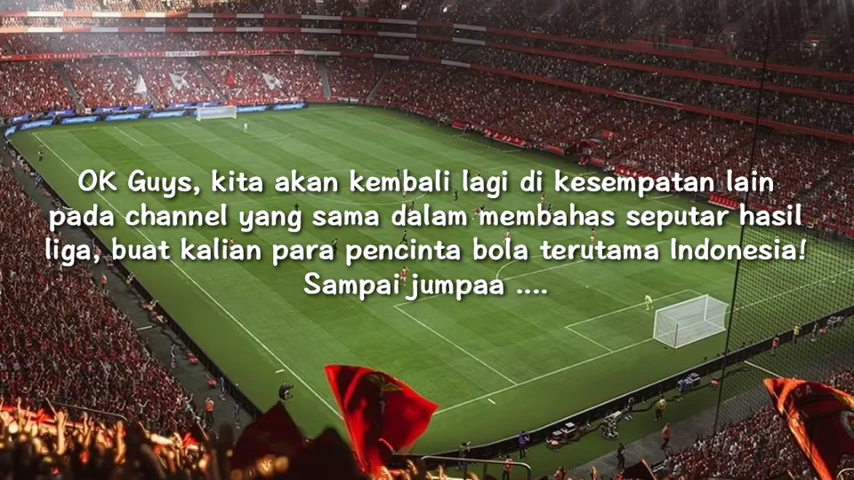 OK Guys, kita akan kembali lagi di kesempatan lain
pada channel yang sama dalam membahas seputar hasil
liga, buat kalian para pencinta bola terutama Indonesia!
Sampai jumpaa ....